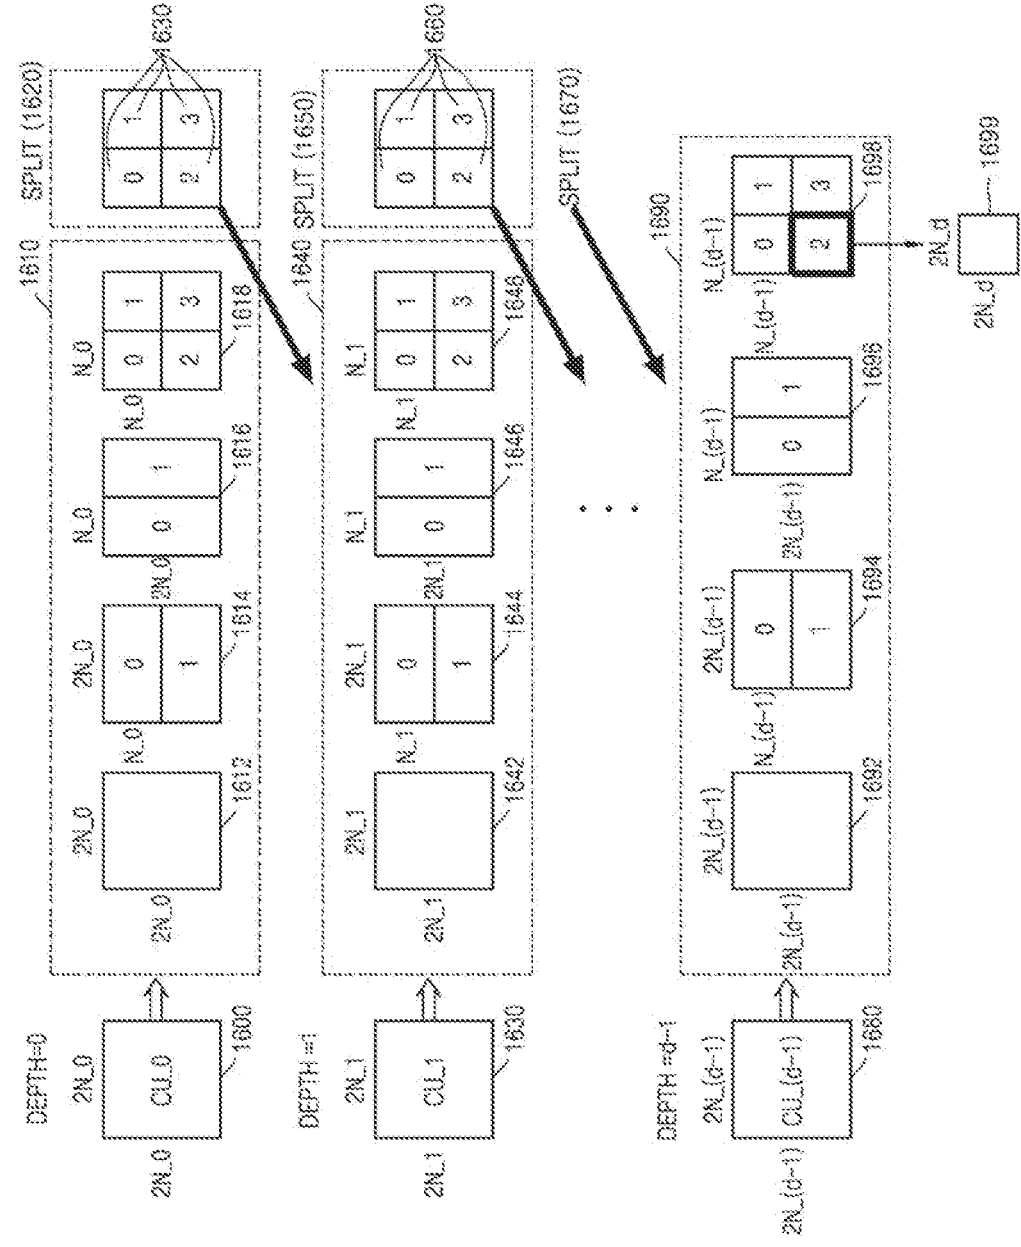 DEPTH=0
2N_0
2N_0
CU_0
1600
1610
2N_0
2N_0
1612
2N_0
N_0
0
1
1614
N_0
2N_0
0 1
1616
N_0
N_0
0 1
2 3
1618
SPLIT (1620)
0 1
2 3
1630
DEPTH =1
2N_1
2N_1
CU_1
1630
1640
2N_1
2N_1
1642
2N_1
N_1
0
1
1644
N_1
2N_1
0 1
1646
N_1
N_1
0 1
2 3
1648
SPLIT (1650)
0 1
2 3
1660
SPLIT (1670)
. . .
DEPTH =d-1
2N_(d-1)
2N_(d-1)
CU_(d-1)
1680
1690
2N_(d-1)
2N_(d-1)
1692
2N_(d-1)
N_(d-1)
0
1
1694
N_(d-1)
2N_(d-1)
0 1
1696
N_(d-1)
N_(d-1)
0 1
2 3
1698
2N_d
2N_d
1699